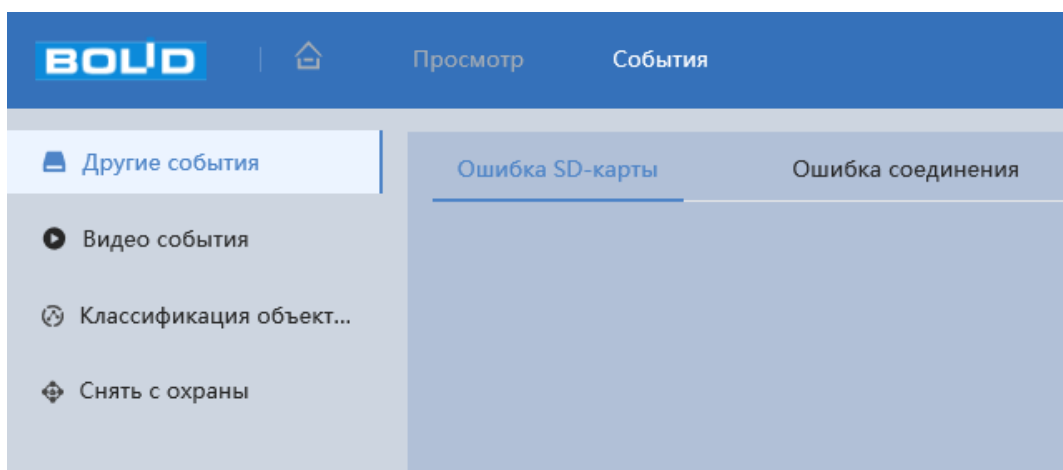 BOLID
Просмотр
События
Другие события
Ошибка SD-карты
Ошибка соединения
Видео события
Классификация объект...
Снять с охраны